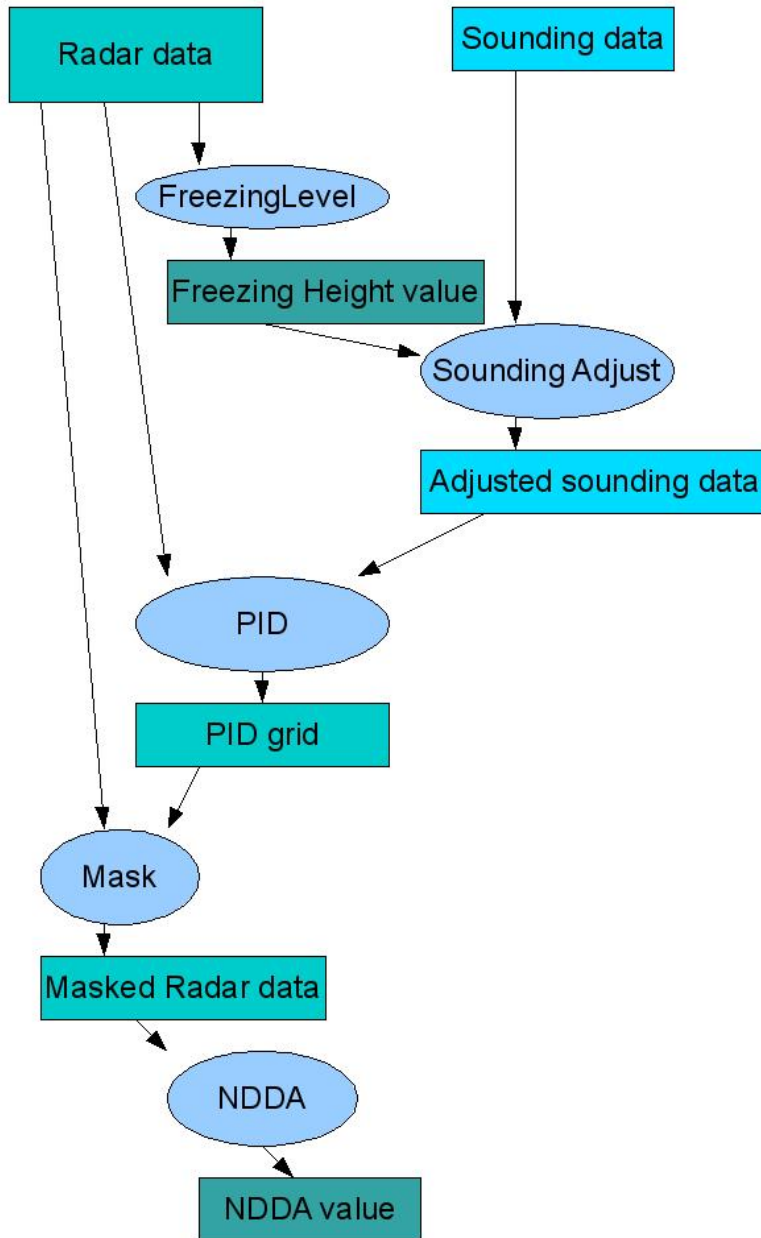 Radar data
Sounding data
FreezingLevel
Freezing Height value
Sounding Adjust
Adjusted sounding data
PID
PID grid
Mask
Masked Radar data
NDDA
NDDA value